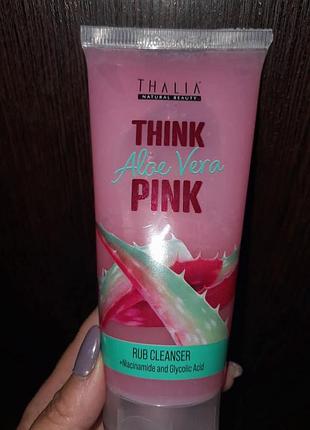 THALIA
NATURAL BEAUTY
THINK
Aloe Vera
PINK
RUB CLEANSER
+Niacinamide and Glycolic Acid